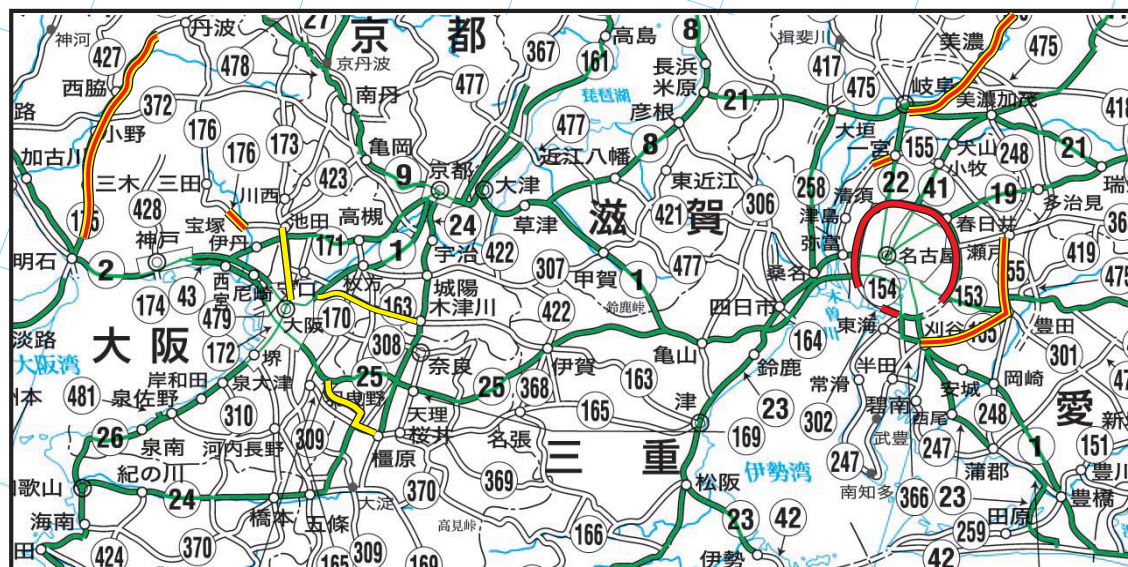 神河
427
丹波
27
京都
367
高島
8
揖斐川
美濃
475
478
京丹波
477
161
長浜
417
西脇
南丹
琵琶湖
米原
21
475
岐阜
美濃加茂
418
路
372
小野
176
173
亀岡
477
彦根
大垣
一宮
155
犬山
248
21
加古川
176
423
9
京都
近江八幡
8
小牧
三木
三田
川西
大津
東近江
258
22
41
19
瑞
175
428
宝塚
池田
高槻
24
草津
滋賀
421
306
清須
津島
春日井
多治見
363
神戸
伊丹
171
1
422
宇治
弥富
名古屋
瀬戸
419
明石
2
守口
枚方
307
甲賀
1
477
桑名
155
475
174
43
西宮
尼崎
城陽
鈴鹿峠
四日市
154
木曽川
153
479
170
163
木津川
422
東海
刈谷
豊田
淡路
大阪
172
大阪
308
奈良
亀山
164
半田
301
大阪湾
堺
25
25
伊賀
163
鈴鹿
常滑
安城
岡崎
岸和田
泉大津
368
23
碧南
愛
481
泉佐野
310
天理
165
津
302
西尾
248
26
泉南
河内長野
309
桜井
名張
三重
169
武豊
247
1
151
紀の川
橿原
369
伊勢湾
247
蒲郡
豊川
24
大淀
370
松阪
南知多
366
23
豊橋
海南
橋本
五條
高見峠
166
23
42
259
田原
田
424
370
165
309
169
伊勢
42